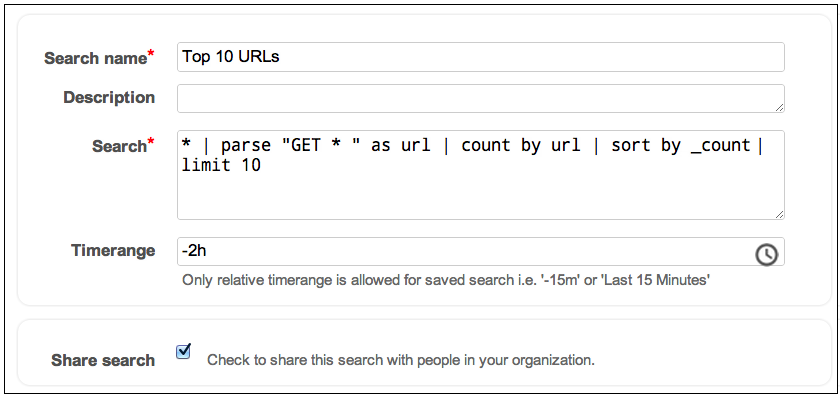 Search name* Top 10 URLs
Description
Search* * | parse "GET * " as url | count by url | sort by _count |
limit 10
Timerange -2h
Only relative timerange is allowed for saved search i.e. '-15m' or 'Last 15 Minutes'
Share search Check to share this search with people in your organization.